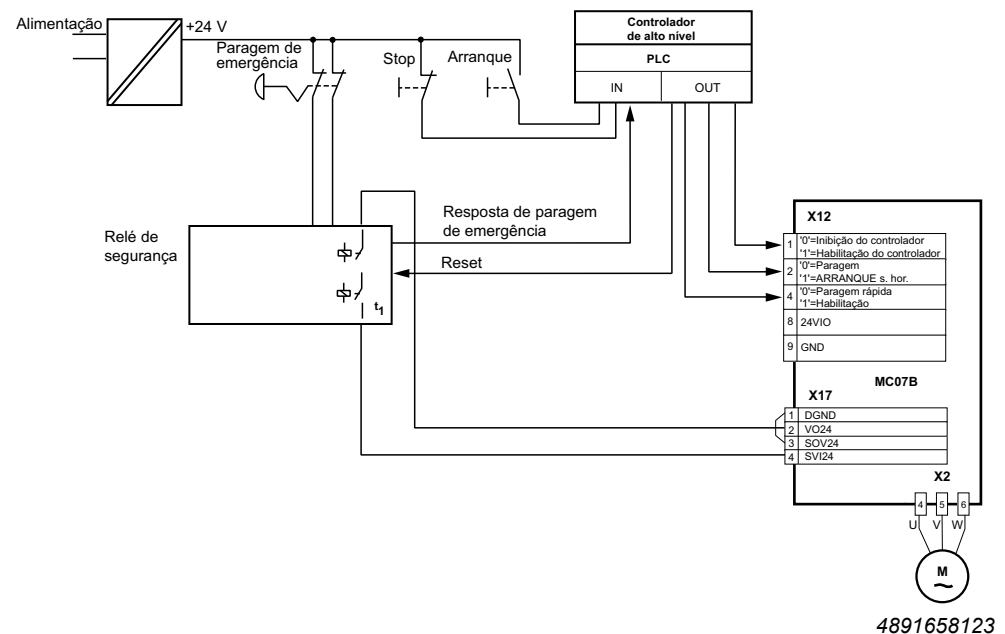 Alimentação
+24 V
Paragem de
emergência
Stop
Arranque
Controlador
de alto nível
PLC
IN
OUT
Resposta de paragem
de emergência
Reset
Relé de
segurança
t1
X12
1
'0'=Inibição do controlador
'1'=Habilitação do controlador
2
'0'=Paragem
'1'=ARRANQUE s. hor.
4
'0'=Paragem rápida
'1'=Habilitação
8 24VIO
9 GND
MC07B
X17
1 DGND
2 VO24
3 SOV24
4 SVI24
X2
4 5 6
U V W
M
4891658123